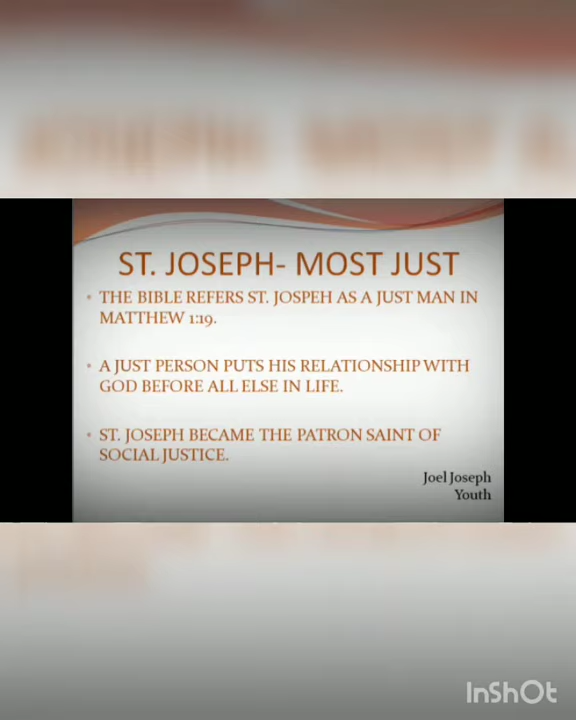 ST. JOSEPH- MOST JUST
• THE BIBLE REFERS ST. JOSPEH AS A JUST MAN IN
MATTHEW 1:19.
• A JUST PERSON PUTS HIS RELATIONSHIP WITH
GOD BEFORE ALL ELSE IN LIFE.
• ST. JOSEPH BECAME THE PATRON SAINT OF
SOCIAL JUSTICE.
Joel Joseph
Youth
InShOt